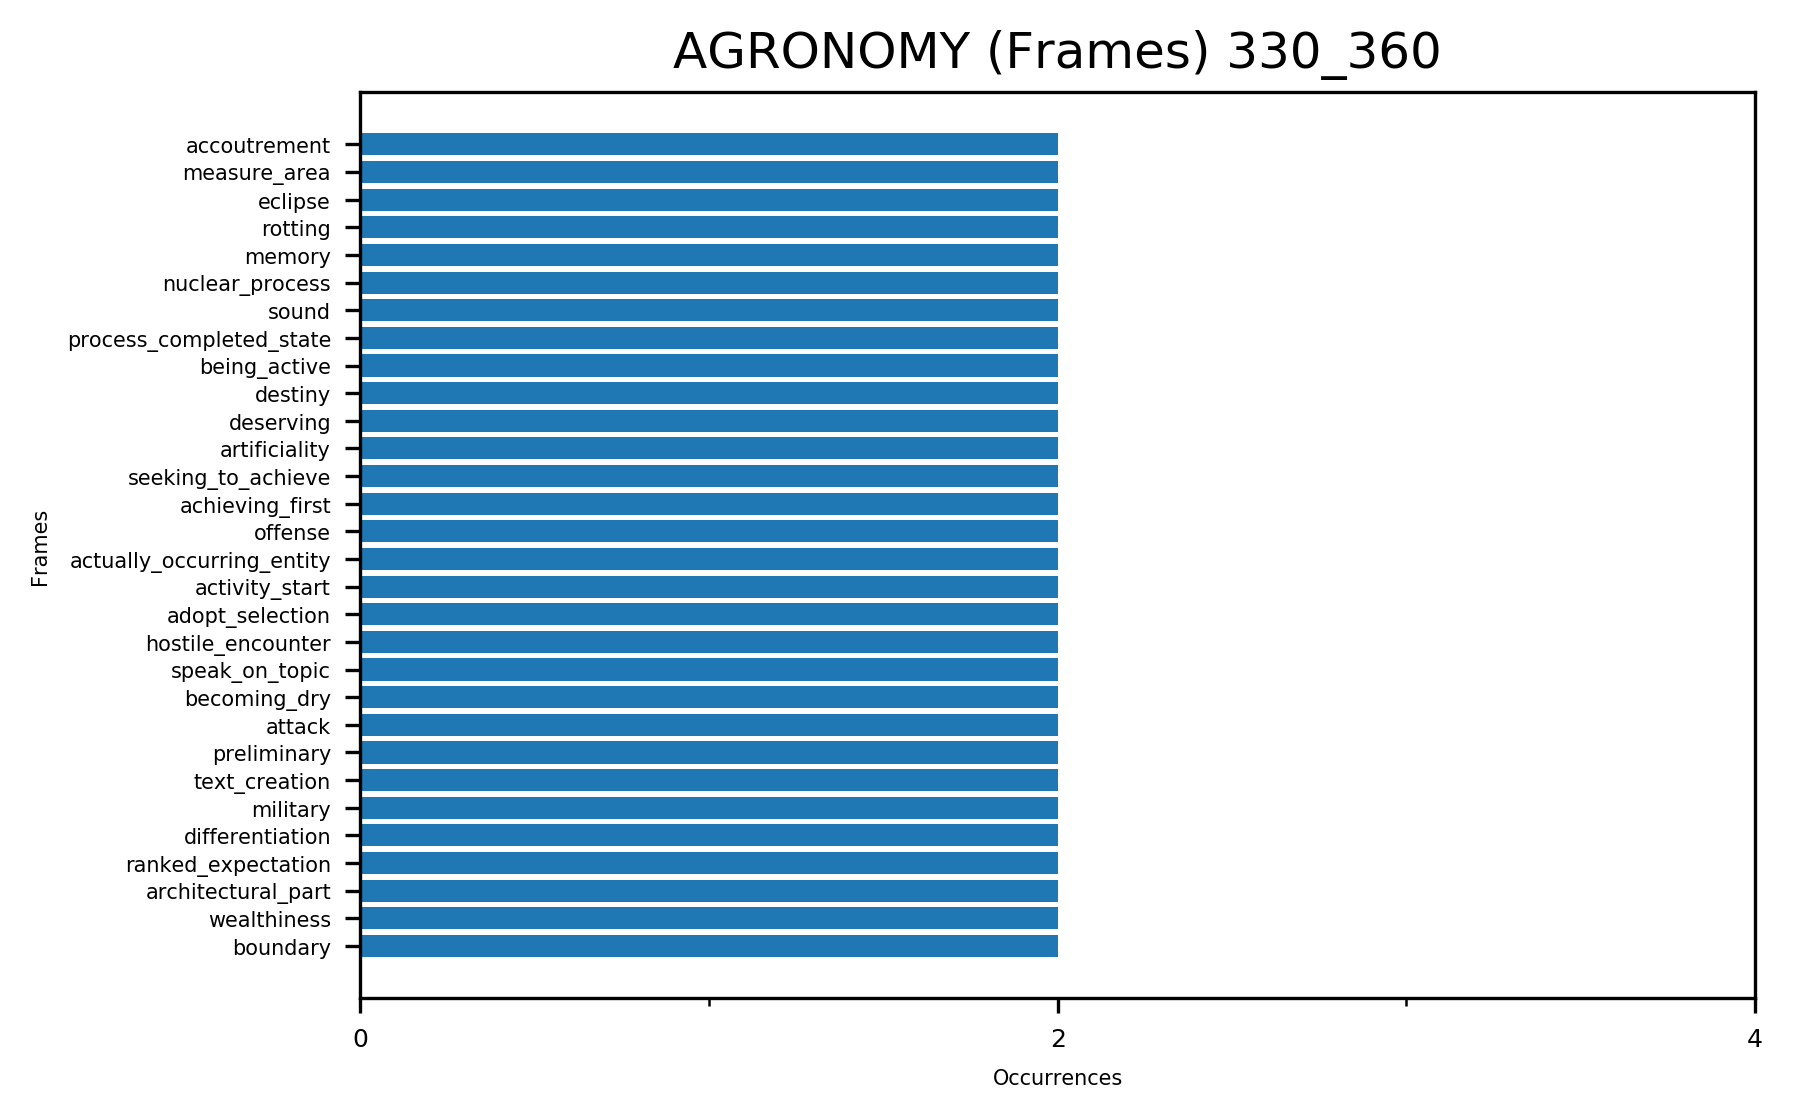 AGRONOMY (Frames) 330_360
accoutrement
measure_area
eclipse
rotting
memory
nuclear_process
sound
process_completed_state
being_active
destiny
deserving
artificiality
seeking_to_achieve
achieving_first
offense
actually_occurring_entity
activity_start
adopt_selection
hostile_encounter
speak_on_topic
becoming_dry
attack
preliminary
text_creation
military
differentiation
ranked_expectation
architectural_part
wealthiness
boundary
Frames
0 2 4
Occurrences